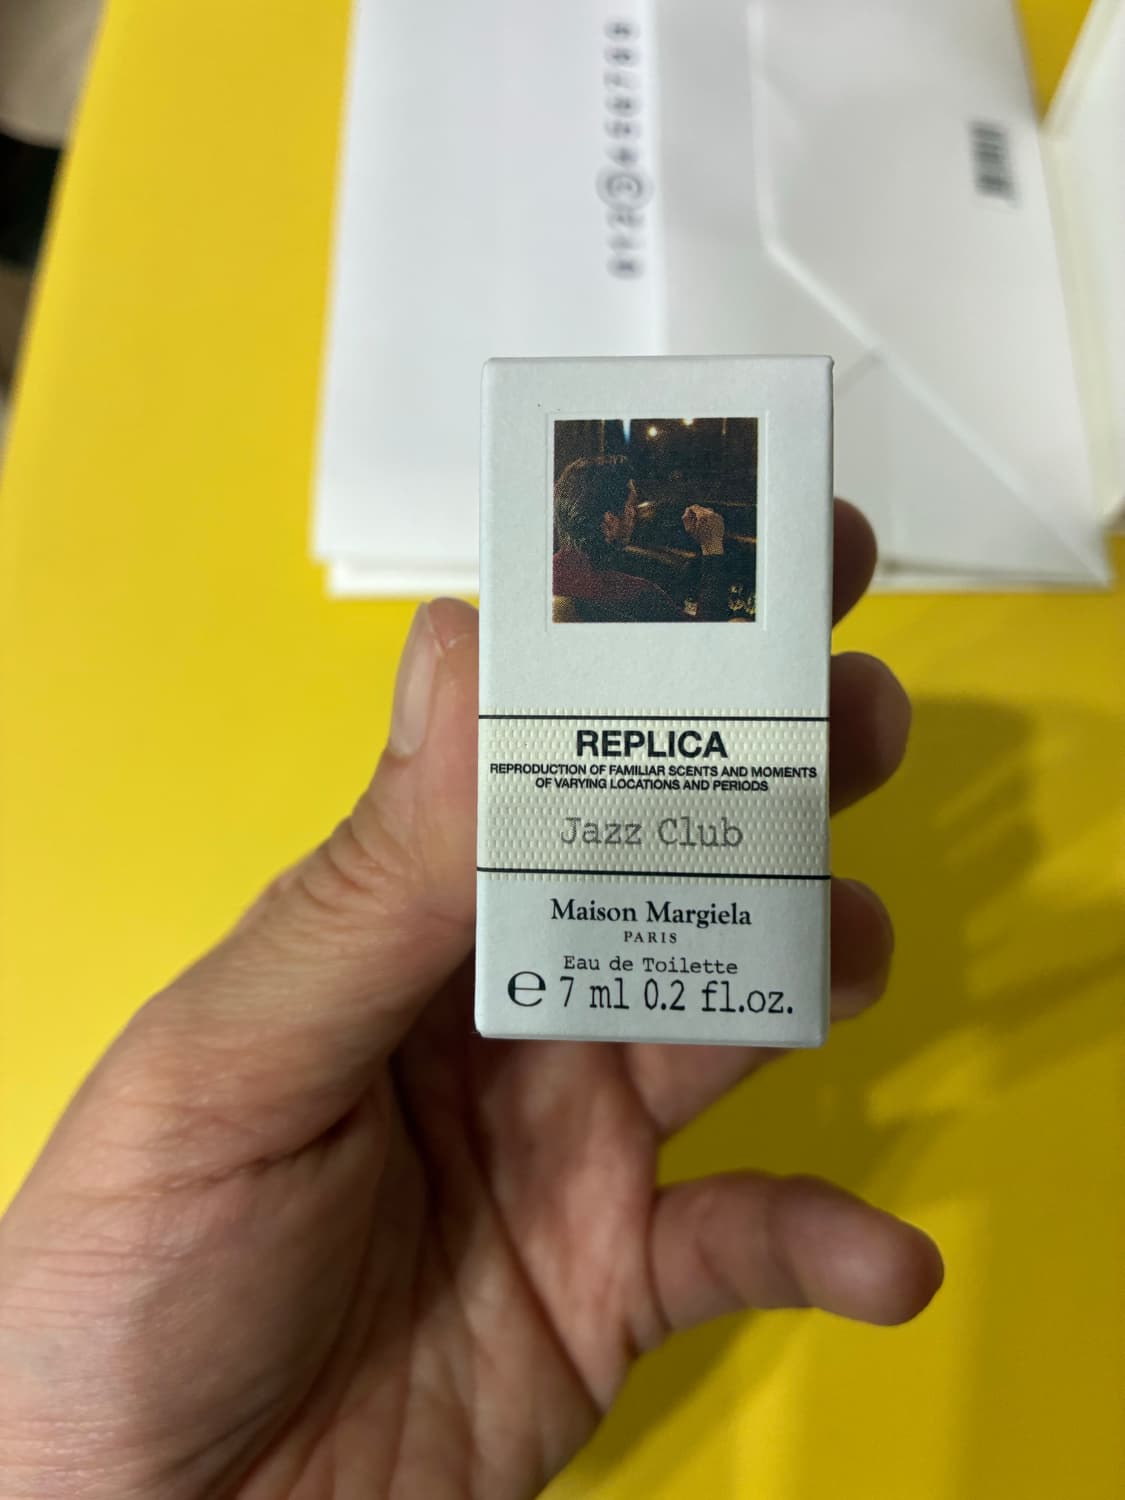 REPLICA
REPRODUCTION OF FAMILIAR SCENTS AND MOMENTS
OF VARYING LOCATIONS AND PERIODS
Jazz Club
Maison Margiela
PARIS
Eau de Toilette
℮ 7 ml 0.2 fl.oz.